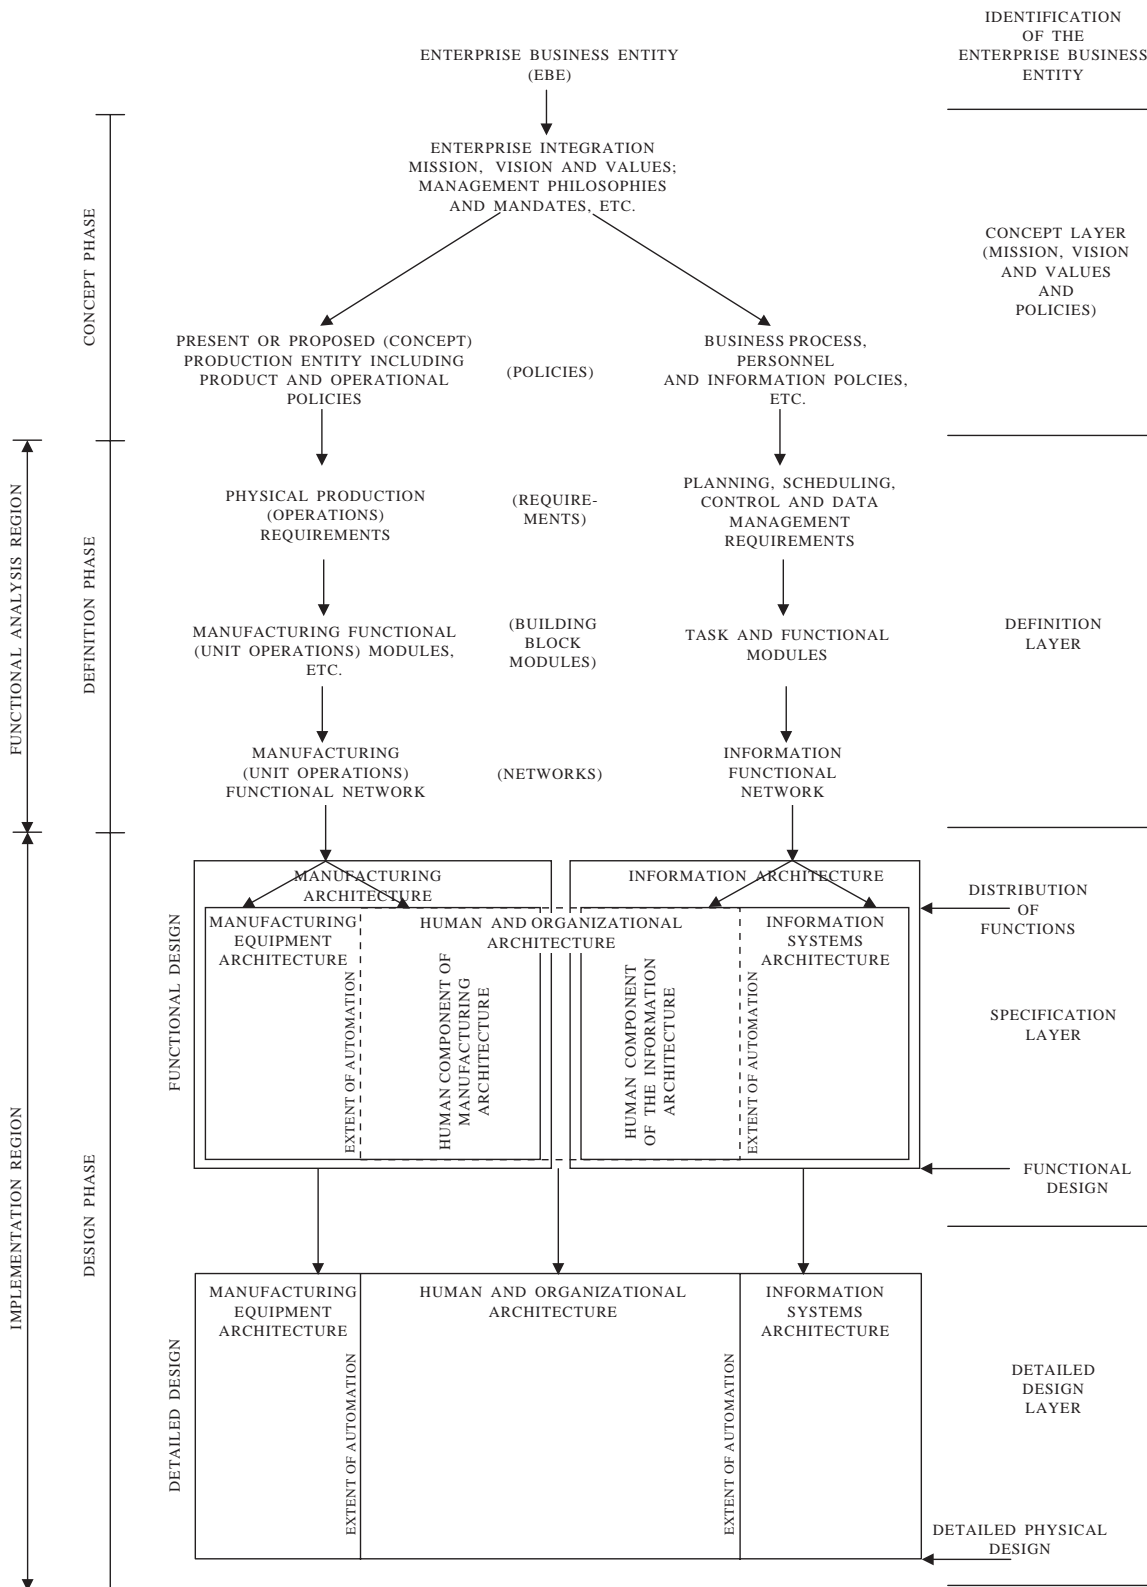 IDENTIFICATION
OF THE
ENTERPRISE BUSINESS
ENTITY
ENTERPRISE BUSINESS ENTITY
(EBE)
ENTERPRISE INTEGRATION
MISSION, VISION AND VALUES;
MANAGEMENT PHILOSOPHIES
AND MANDATES, ETC.
CONCEPT PHASE
CONCEPT LAYER
(MISSION, VISION
AND VALUES
AND
POLICIES)
PRESENT OR PROPOSED (CONCEPT)
PRODUCTION ENTITY INCLUDING
PRODUCT AND OPERATIONAL
POLICIES
(POLICIES)
BUSINESS PROCESS,
PERSONNEL
AND INFORMATION POLCIES,
ETC.
FUNCTIONAL ANALYSIS REGION
DEFINITION PHASE
PHYSICAL PRODUCTION
(OPERATIONS)
REQUIREMENTS
(REQUIRE-
MENTS)
PLANNING, SCHEDULING,
CONTROL AND DATA
MANAGEMENT
REQUIREMENTS
MANUFACTURING FUNCTIONAL
(UNIT OPERATIONS) MODULES,
ETC.
(BUILDING
BLOCK
MODULES)
TASK AND FUNCTIONAL
MODULES
DEFINITION
LAYER
MANUFACTURING
(UNIT OPERATIONS)
FUNCTIONAL NETWORK
(NETWORKS)
INFORMATION
FUNCTIONAL
NETWORK
IMPLEMENTATION REGION
DESIGN PHASE
FUNCTIONAL DESIGN
MANUFACTURING
ARCHITECTURE
INFORMATION ARCHITECTURE
MANUFACTURING
EQUIPMENT
ARCHITECTURE
HUMAN AND ORGANIZATIONAL
ARCHITECTURE
INFORMATION
SYSTEMS
ARCHITECTURE
EXTENT OF AUTOMATION
HUMAN COMPONENT OF
MANUFACTURING
ARCHITECTURE
HUMAN COMPONENT
OF THE INFORMATION
ARCHITECTURE
EXTENT OF AUTOMATION
DISTRIBUTION
OF
FUNCTIONS
SPECIFICATION
LAYER
FUNCTIONAL
DESIGN
DETAILED DESIGN
MANUFACTURING
EQUIPMENT
ARCHITECTURE
HUMAN AND ORGANIZATIONAL
ARCHITECTURE
INFORMATION
SYSTEMS
ARCHITECTURE
EXTENT OF AUTOMATION
EXTENT OF AUTOMATION
DETAILED
DESIGN
LAYER
DETAILED PHYSICAL
DESIGN